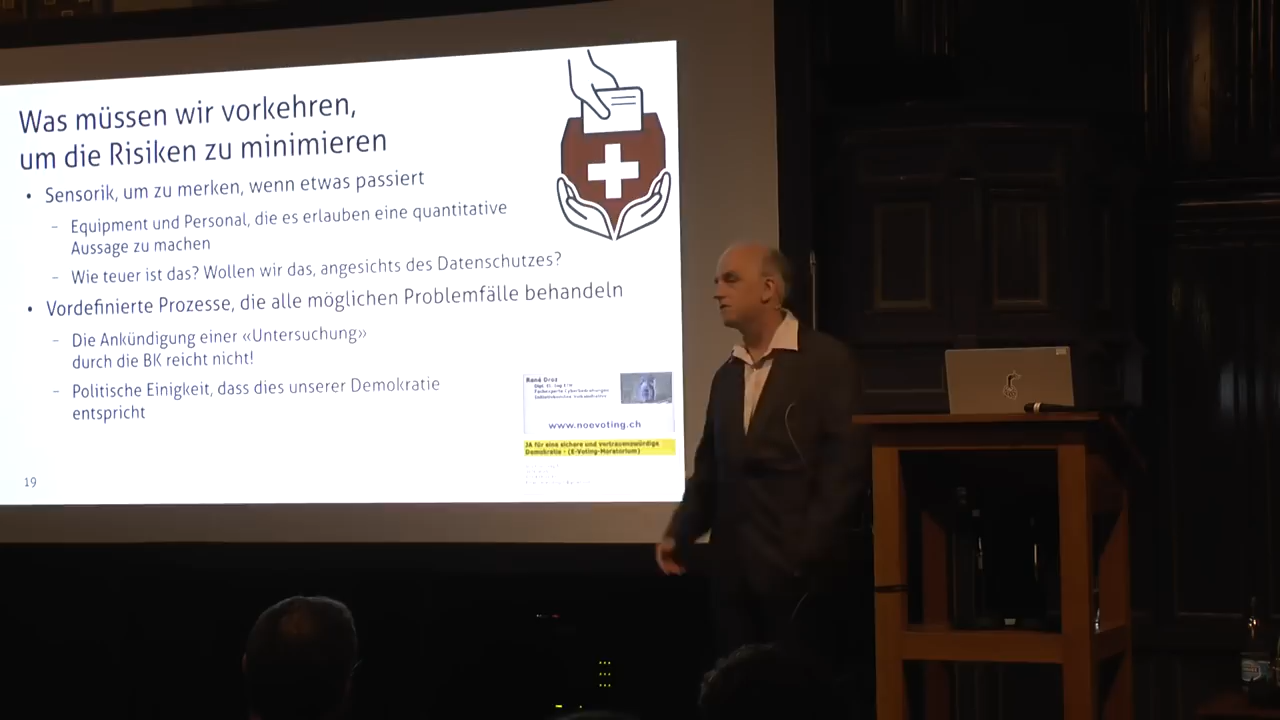 Was müssen wir vorkehren,
um die Risiken zu minimieren
• Sensorik, um zu merken, wenn etwas passiert
– Equipment und Personal, die es erlauben eine quantitative
Aussage zu machen
– Wie teuer ist das? Wollen wir das, angesichts des Datenschutzes?
• Vordefinierte Prozesse, die alle möglichen Problemfälle behandeln
– Die Ankündigung einer «Untersuchung»
durch die BK reicht nicht!
– Politische Einigkeit, dass dies unserer Demokratie
entspricht
René Droz
www.noevoting.ch
JA für eine sichere und vertrauenswürdige
Demokratie - (E-Voting-Moratorium)
19